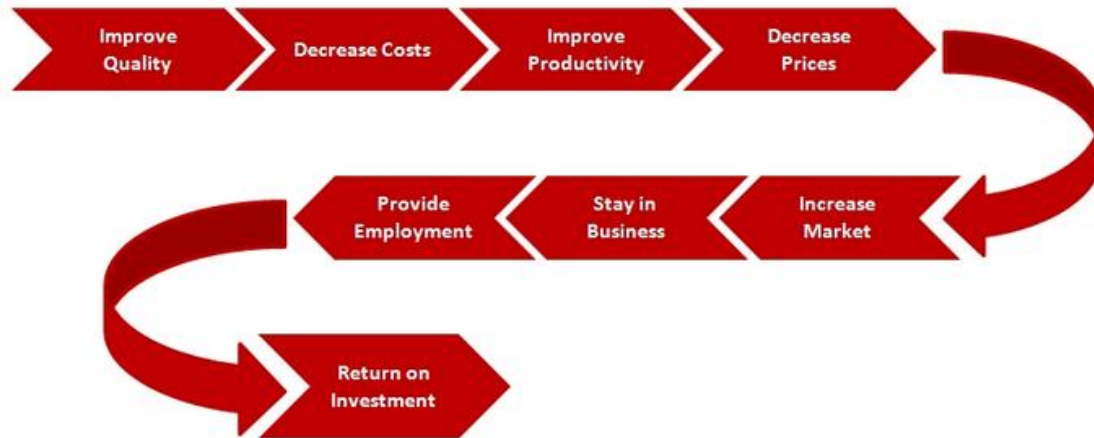 Improve
Quality
Decrease Costs
Improve
Productivity
Decrease
Prices
Increase
Market
Stay in
Business
Provide
Employment
Return on
Investment